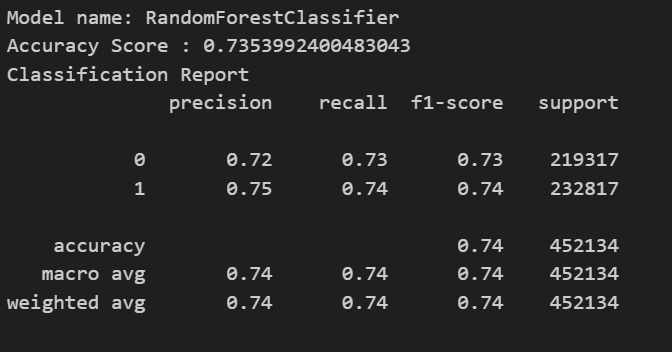 Model name: RandomForestClassifier
Accuracy Score : 0.7353992400483043
Classification Report
precision recall f1-score support
0 0.72 0.73 0.73 219317
1 0.75 0.74 0.74 232817
accuracy 0.74 452134
macro avg 0.74 0.74 0.74 452134
weighted avg 0.74 0.74 0.74 452134